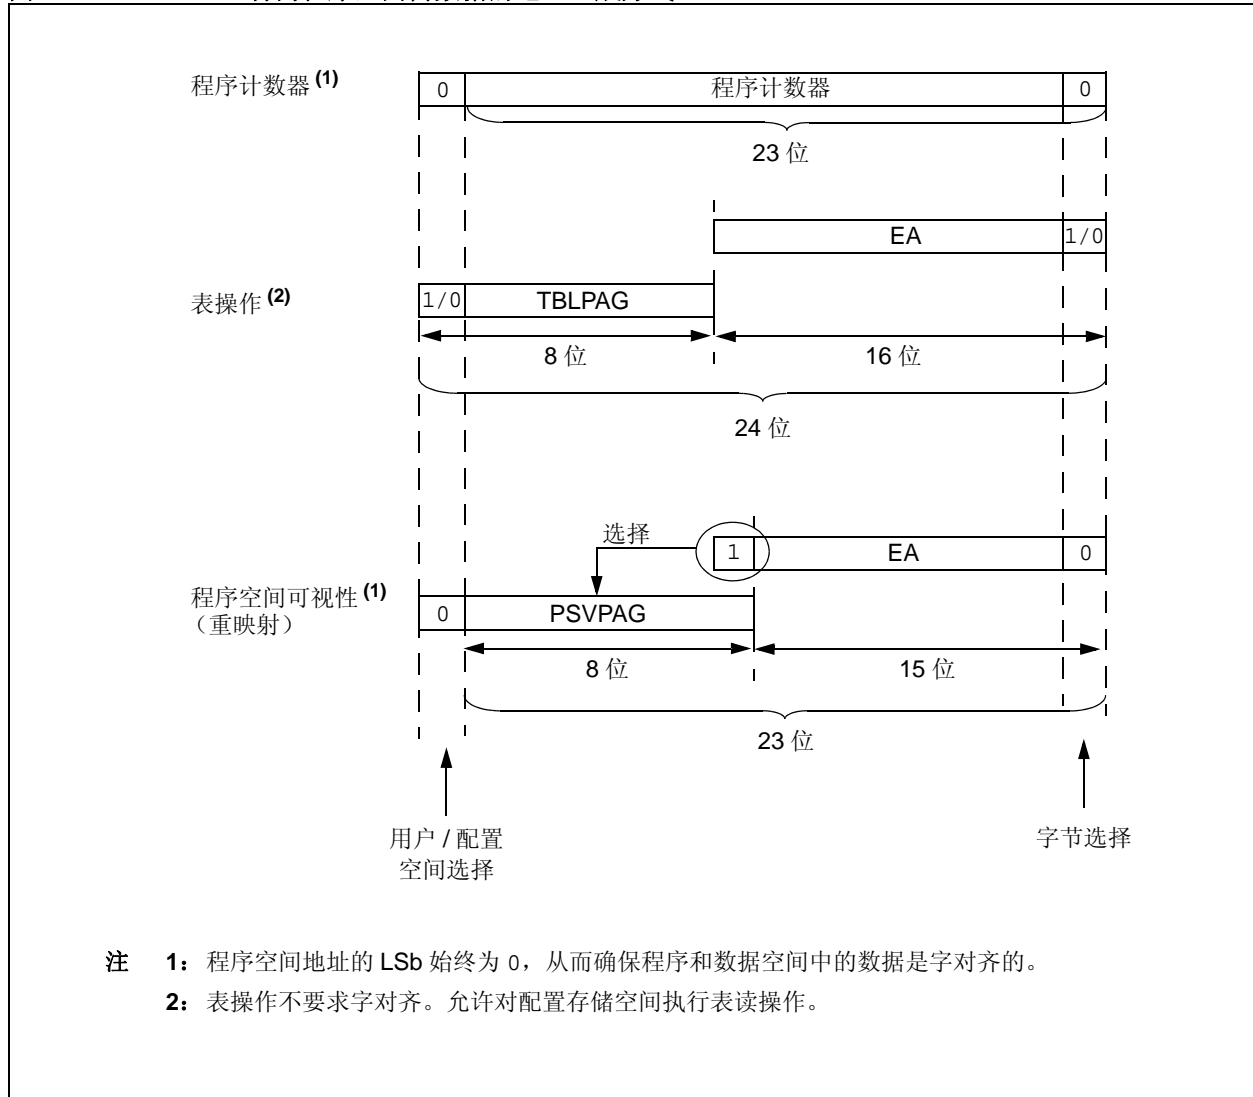 程序计数器 (1)
0 程序计数器 0
23 位
EA 1/0
表操作 (2)
1/0 TBLPAG
8 位 16 位
24 位
选择
1 EA 0
程序空间可视性 (1)
（重映射）
0 PSVPAG
8 位 15 位
23 位
用户 / 配置
空间选择
字节选择
注 1： 程序空间地址的 LSb 始终为 0，从而确保程序和数据空间中的数据是字对齐的。
2： 表操作不要求字对齐。允许对配置存储空间执行表读操作。